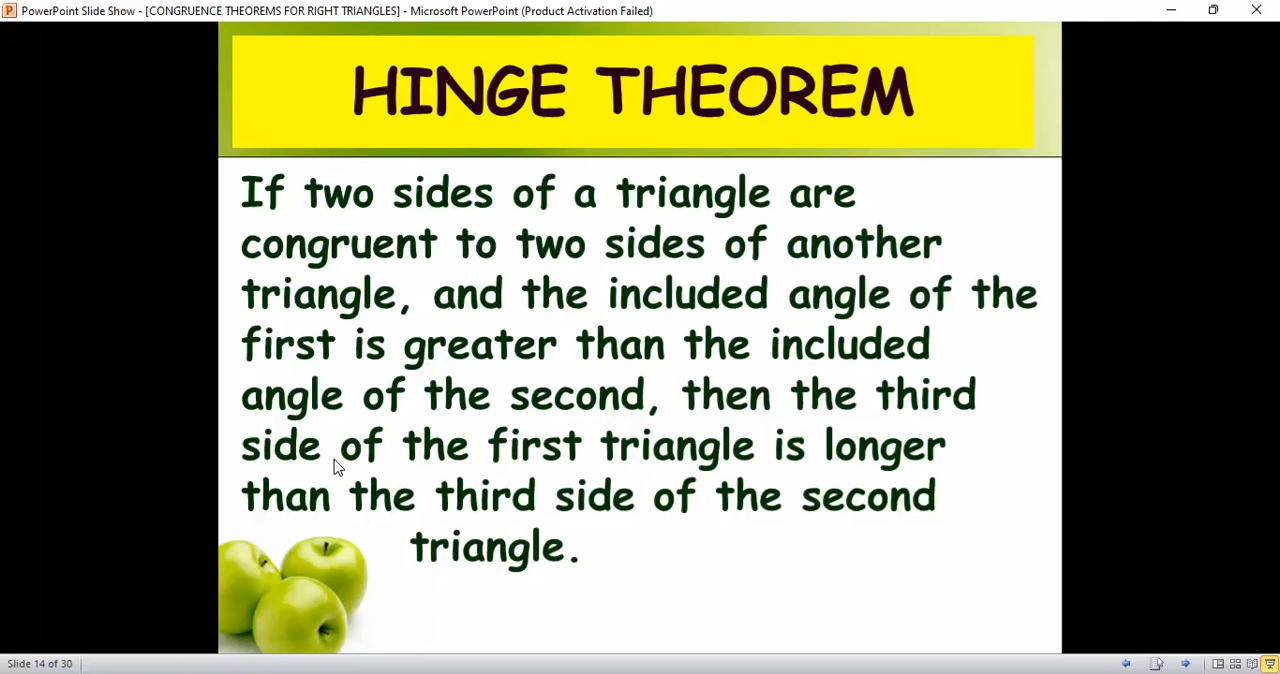 PowerPoint Slide Show - [CONGRUENCE THEOREMS FOR RIGHT TRIANGLES] - Microsoft PowerPoint (Product Activation Failed)
HINGE THEOREM
If two sides of a triangle are
congruent to two sides of another
triangle, and the included angle of the
first is greater than the included
angle of the second, then the third
side of the first triangle is longer
than the third side of the second
triangle.
Slide 14 of 30